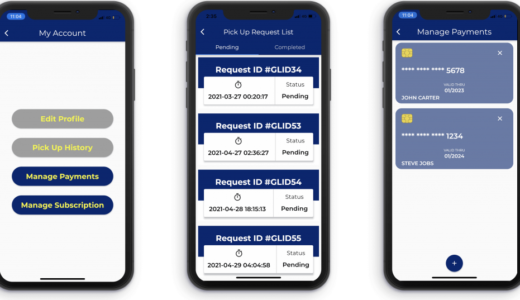 11:04
My Account
Edit Profile
Pick Up History
Manage Payments
Manage Subscription
Pick Up Request List
Pending
Completed
Request ID #GLID34
Status
2021-03-27 00:20:17
Pending
Request ID #GLID53
Status
2021-04-27 02:36:27
Pending
Request ID #GLID54
Status
2021-04-28 18:15:13
Pending
Request ID #GLID55
Status
2021-04-29 04:04:58
Pending
11:04
Manage Payments
**** **** **** 5678
VALID THRU
01/2023
JOHN CARTER
**** **** **** 1234
VALID THRU
01/2024
STEVE JOBS